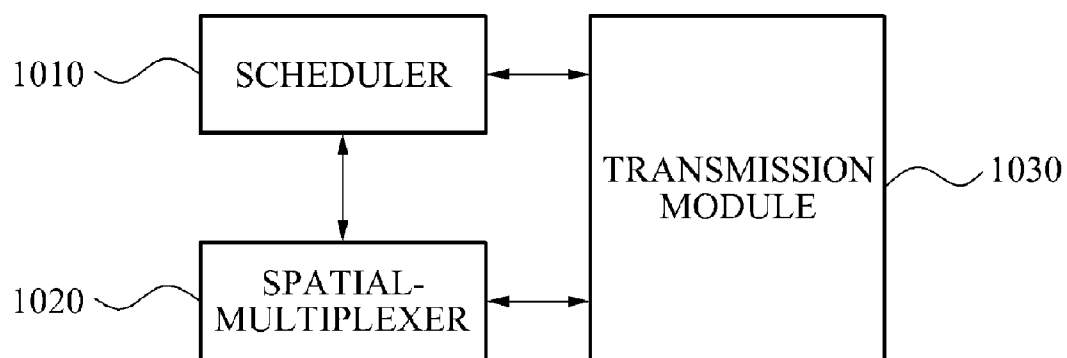 1010
SCHEDULER
TRANSMISSION
MODULE
1030
1020
SPATIAL-
MULTIPLEXER